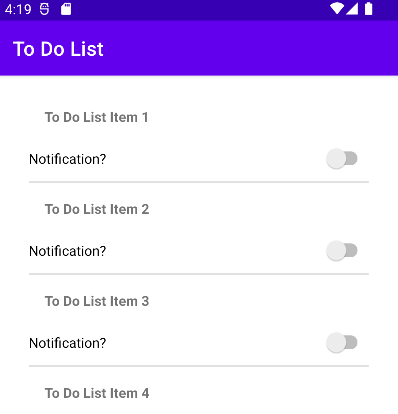 4:19
To Do List
To Do List Item 1
Notification?
To Do List Item 2
Notification?
To Do List Item 3
Notification?
To Do List Item 4